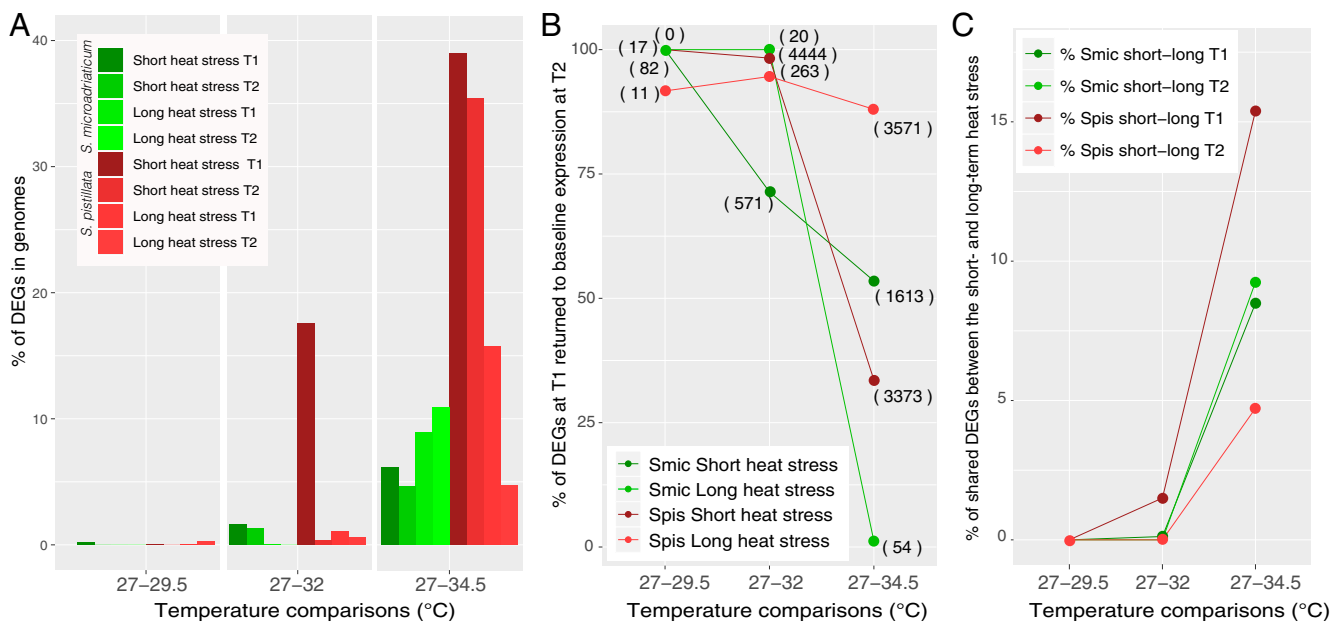 A
% of DEGs in genomes
40
30
20
10
0
S. microadriaticum
S. pistillata
Short heat stress T1
Short heat stress T2
Long heat stress T1
Long heat stress T2
Short heat stress T1
Short heat stress T2
Long heat stress T1
Long heat stress T2
27−29.5
27−32
27−34.5
Temperature comparisons (°C)
B
% of DEGs at T1 returned to baseline expression at T2
100
75
50
25
0
( 0 )
( 17 )
( 82 )
( 11 )
( 20 )
( 4444 )
( 263 )
( 3571 )
( 571 )
( 1613 )
( 3373 )
( 54 )
Smic Short heat stress
Smic Long heat stress
Spis Short heat stress
Spis Long heat stress
27−29.5
27−32
27−34.5
Temperature comparisons (°C)
C
% of shared DEGs between the short- and long-term heat stress
15
10
5
0
% Smic short−long T1
% Smic short−long T2
% Spis short−long T1
% Spis short−long T2
27−29.5
27−32
27−34.5
Temperature comparisons (°C)